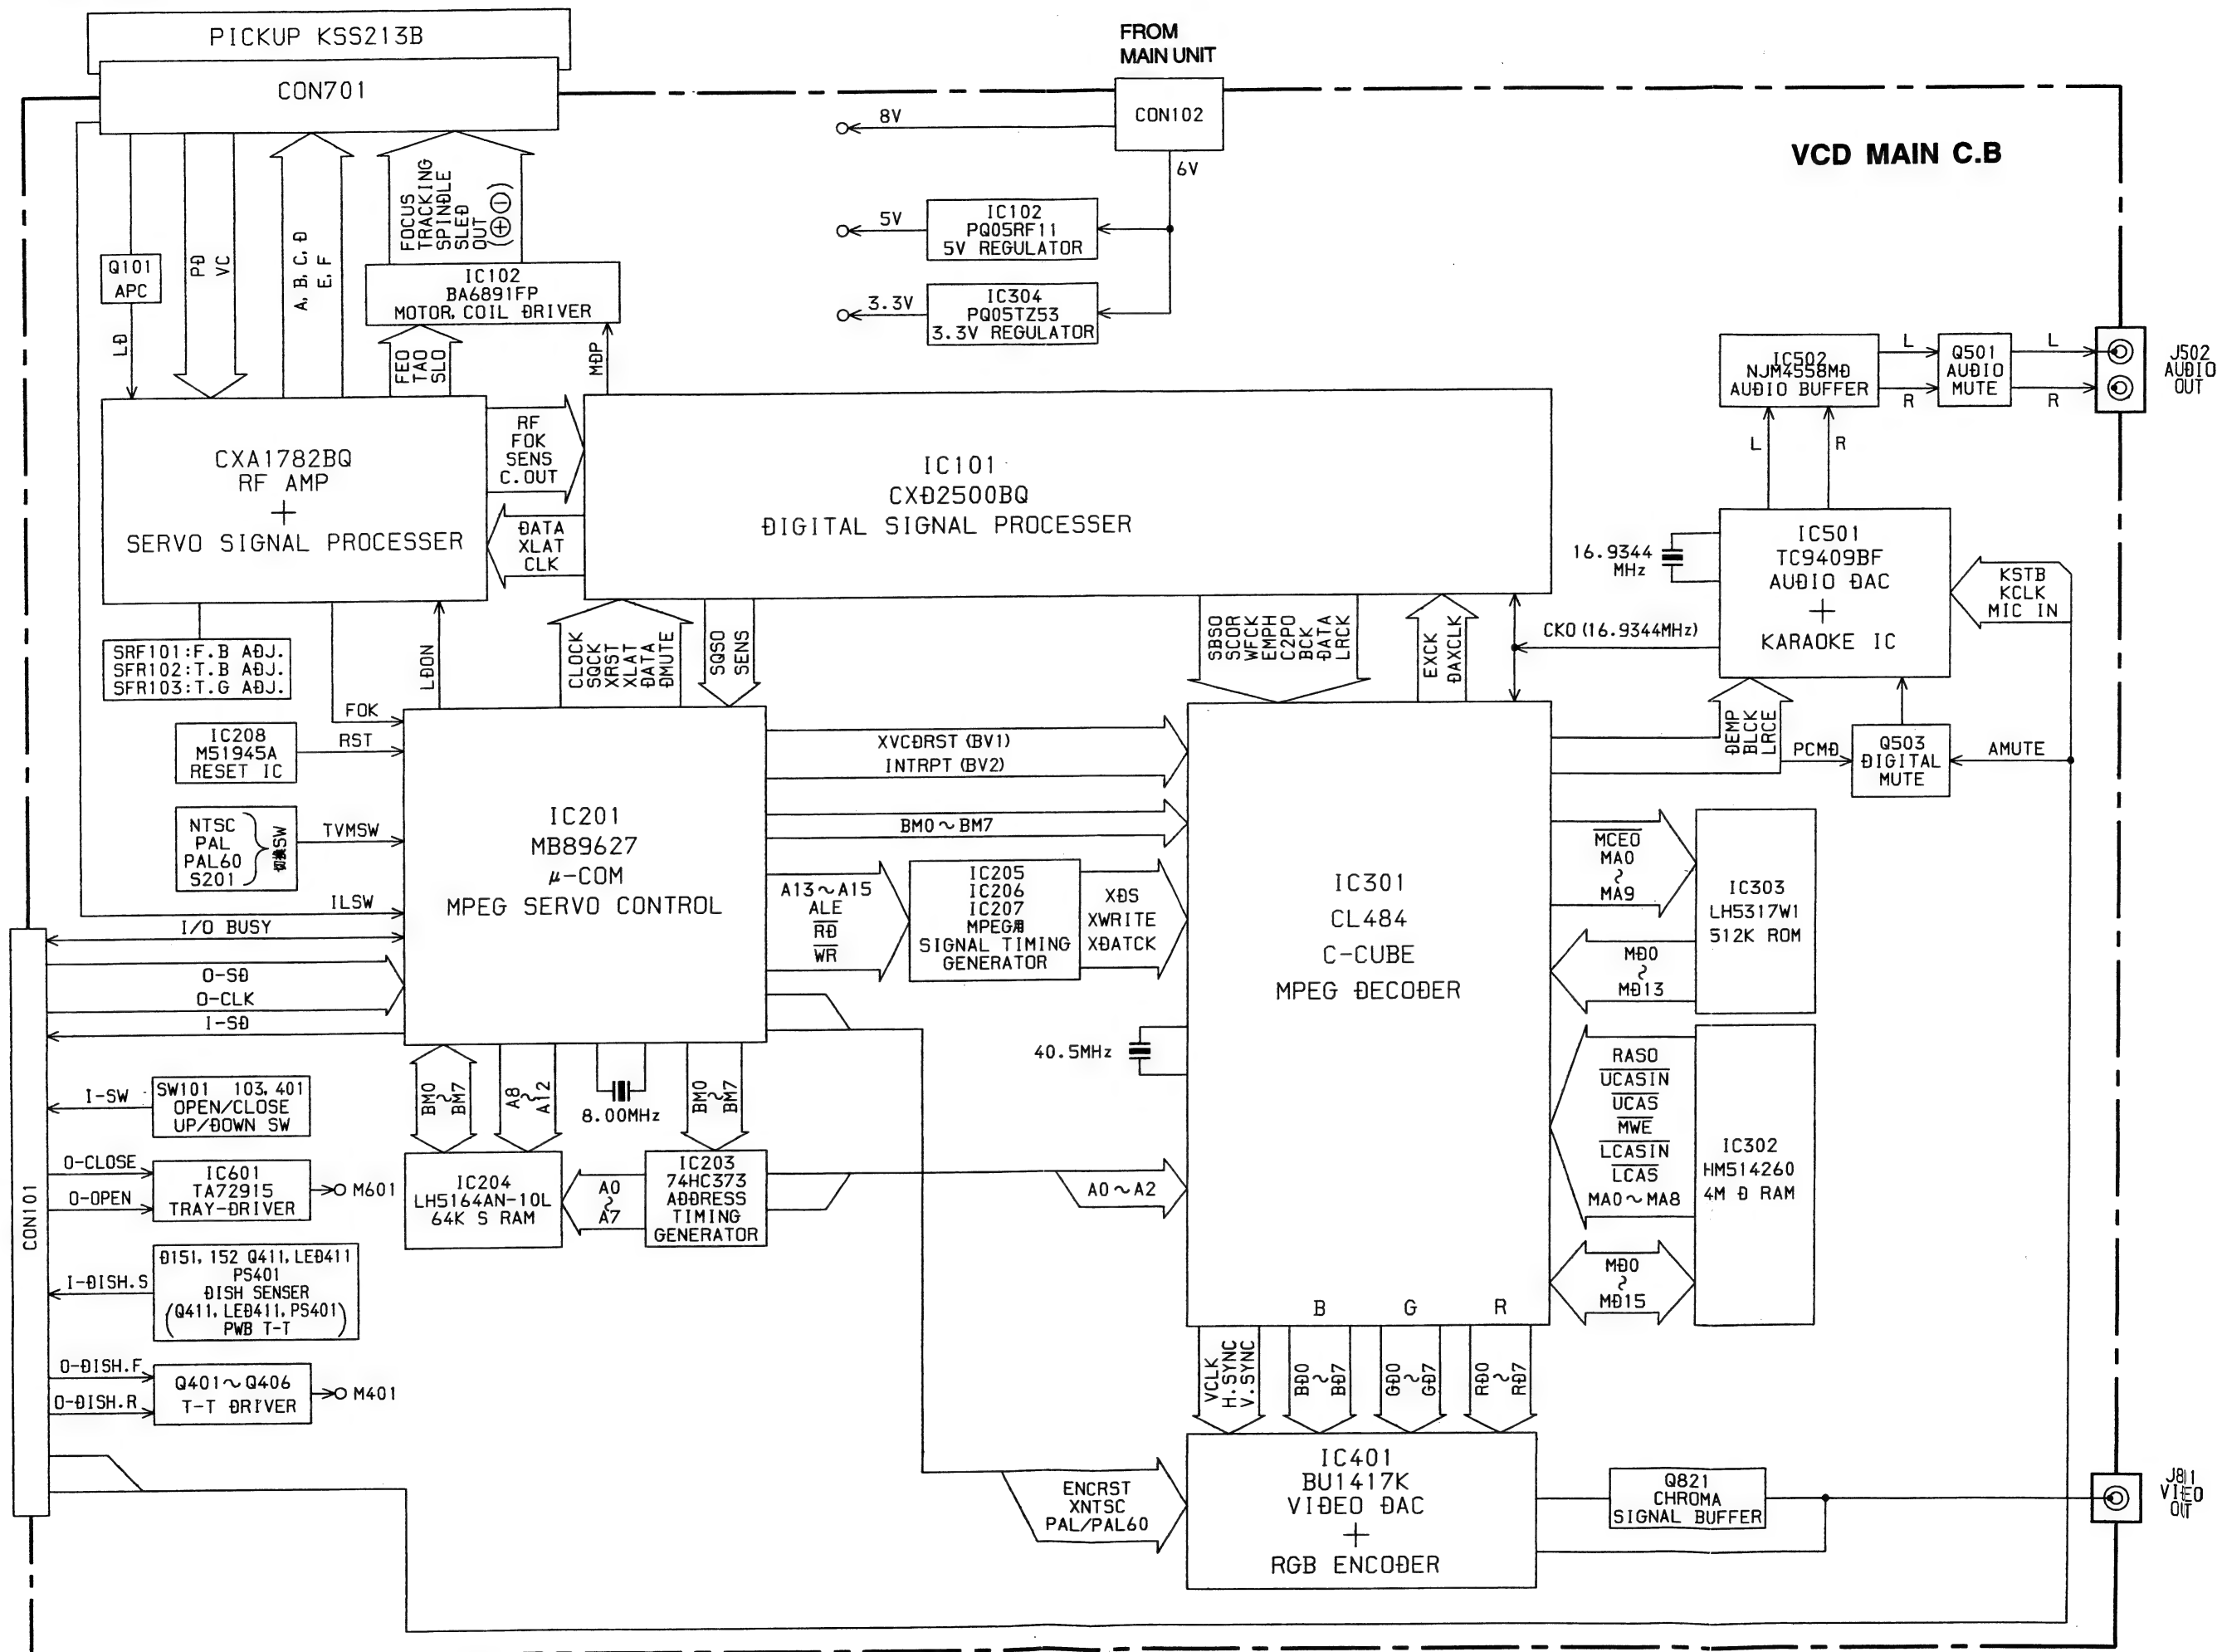 PICKUP KSS213B
CON701
FROM
MAIN UNIT
CON102
8V
6V
VCD MAIN C.B
IC102
PQ05RF11
5V REGULATOR
5V
IC304
PQ05TZ53
3.3V REGULATOR
3.3V
Q101
APC
LD
PD
VC
A, B, C, D
E, F
FOCUS
TRACKING
SPINDLE
SLED
OUT
(⊕⊖)
IC102
BA6891FP
MOTOR, COIL DRIVER
FEO
TAO
SLO
MDP
IC502
NJM4558MD
AUDIO BUFFER
L
R
Q501
AUDIO
MUTE
L
R
J502
AUDIO
OUT
L
R
CXA1782BQ
RF AMP
+
SERVO SIGNAL PROCESSER
RF
FOK
SENS
C.OUT
DATA
XLAT
CLK
IC101
CXD2500BQ
DIGITAL SIGNAL PROCESSER
16.9344
MHz
IC501
TC9409BF
AUDIO DAC
+
KARAOKE IC
KSTB
KCLK
MIC IN
CKO (16.9344MHz)
SRF101:F.B ADJ.
SFR102:T.B ADJ.
SFR103:T.G ADJ.
LDON
CLOCK
SQCK
XRST
XLAT
DATA
DMUTE
SQSO
SENS
SBSO
SCOR
WFCK
EMPH
C2PO
BCK
DATA
LRCK
EXCK
DAXCLK
FOK
IC208
M51945A
RESET IC
RST
DEMP
BLCK
LRCE
PCMD
Q503
DIGITAL
MUTE
AMUTE
XVCDRST (BV1)
INTRPT (BV2)
NTSC
PAL
PAL60
S201
切換SW
TVMSW
IC201
MB89627
μ-COM
MPEG SERVO CONTROL
BM0~BM7
A13~A15
ALE
RD
WR
IC205
IC206
IC207
MPEG用
SIGNAL TIMING
GENERATOR
XDS
XWRITE
XDATCK
IC301
CL484
C-CUBE
MPEG DECODER
MCE0
MA0
~
MA9
IC303
LH5317W1
512K ROM
MD0
~
MD13
ILSW
I/O BUSY
O-SD
O-CLK
I-SD
CON101
40.5MHz
RAS0
UCASIN
UCAS
MWE
LCASIN
LCAS
MA0~MA8
IC302
HM514260
4M D RAM
MD0
~
MD15
I-SW
SW101 103, 401
OPEN/CLOSE
UP/DOWN SW
BM0
~
BM7
A8
~
A12
8.00MHz
BM0
~
BM7
O-CLOSE
O-OPEN
IC601
TA7291S
TRAY-DRIVER
M601
IC204
LH5164AN-10L
64K S RAM
A0
~
A7
IC203
74HC373
ADDRESS
TIMING
GENERATOR
A0~A2
I-DISH.S
D151, 152 Q411, LED411
PS401
DISH SENSER
(Q411, LED411, PS401)
PWB T-T
B
G
R
O-DISH.F
O-DISH.R
Q401~Q406
T-T DRIVER
M401
VCLK
H.SYNC
V.SYNC
BD0
~
BD7
GD0
~
GD7
RD0
~
RD7
ENCRST
XNTSC
PAL/PAL60
IC401
BU1417K
VIDEO DAC
+
RGB ENCODER
Q821
CHROMA
SIGNAL BUFFER
J811
VIDEO
OUT